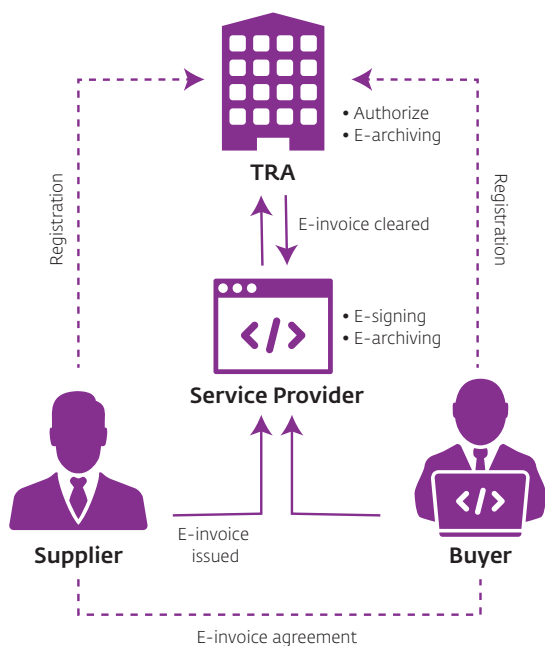 • Authorize
• E-archiving
TRA
Registration
Registration
E-invoice cleared
</>
• E-signing
• E-archiving
Service Provider
</>
E-invoice
issued
Supplier
Buyer
E-invoice agreement